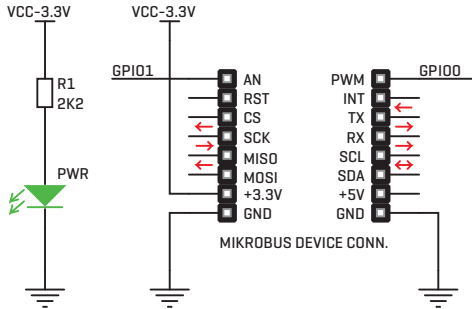 VCC-3.3V
R1
2K2
PWR
VCC-3.3V
GPIO1
AN
RST
CS
SCK
MISO
MOSI
+3.3V
GND
PWM
INT
TX
RX
SCL
SDA
+5V
GND
GPIO0
MIKROBUS DEVICE CONN.